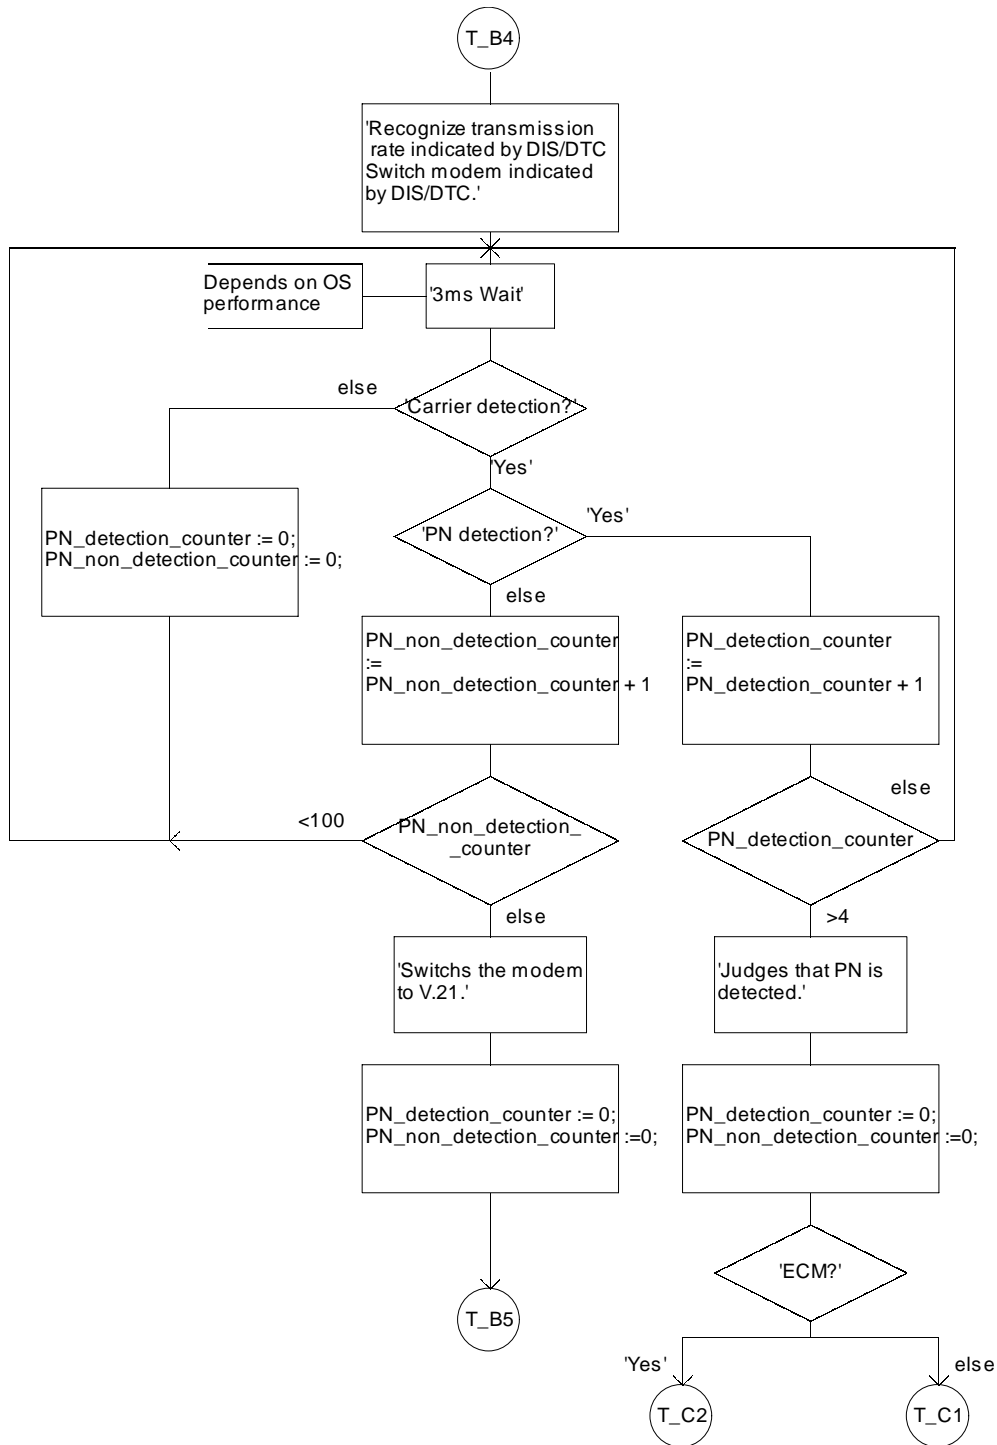 T_B4
'Recognize transmission
rate indicated by DIS/DTC
Switch modem indicated
by DIS/DTC.'
Depends on OS
performance
'3ms Wait'
else
'Carrier detection?'
'Yes'
'PN detection?'
'Yes'
else
PN_detection_counter := 0;
PN_non_detection_counter := 0;
PN_non_detection_counter
:=
PN_non_detection_counter + 1
PN_detection_counter
:=
PN_detection_counter + 1
<100
PN_non_detection_
_counter
else
PN_detection_counter
else
>4
'Switchs the modem
to V.21.'
'Judges that PN is
detected.'
PN_detection_counter := 0;
PN_non_detection_counter :=0;
PN_detection_counter := 0;
PN_non_detection_counter :=0;
'ECM?'
T_B5
'Yes'
else
T_C2
T_C1